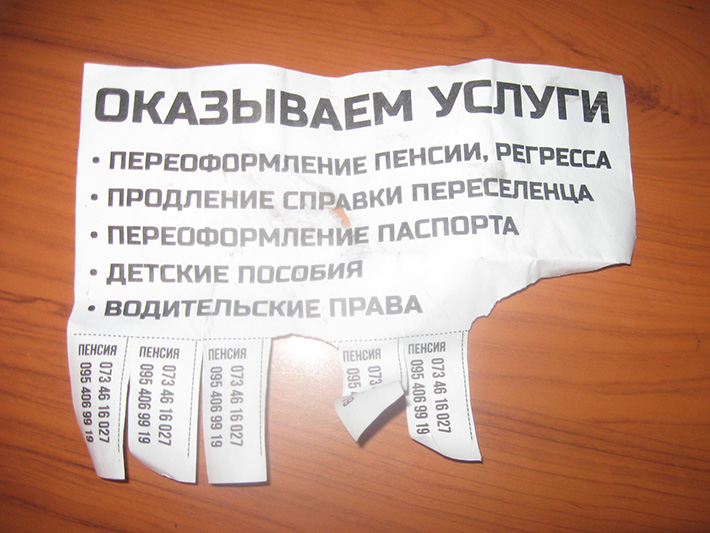 ОКАЗЫВАЕМ УСЛУГИ
• ПЕРЕОФОРМЛЕНИЕ ПЕНСИИ, РЕГРЕССА
• ПРОДЛЕНИЕ СПРАВКИ ПЕРЕСЕЛЕНЦА
• ПЕРЕОФОРМЛЕНИЕ ПАСПОРТА
• ДЕТСКИЕ ПОСОБИЯ
• ВОДИТЕЛЬСКИЕ ПРАВА
ПЕНСИЯ
073 46 16 027
095 406 99 19
ПЕНСИЯ
073 46 16 027
095 406 99 19
ПЕНСИЯ
073 46 16 027
095 406 99 19
ПЕНСИЯ
073
095
ПЕНСИЯ
073 46 16 027
095 406 99 19